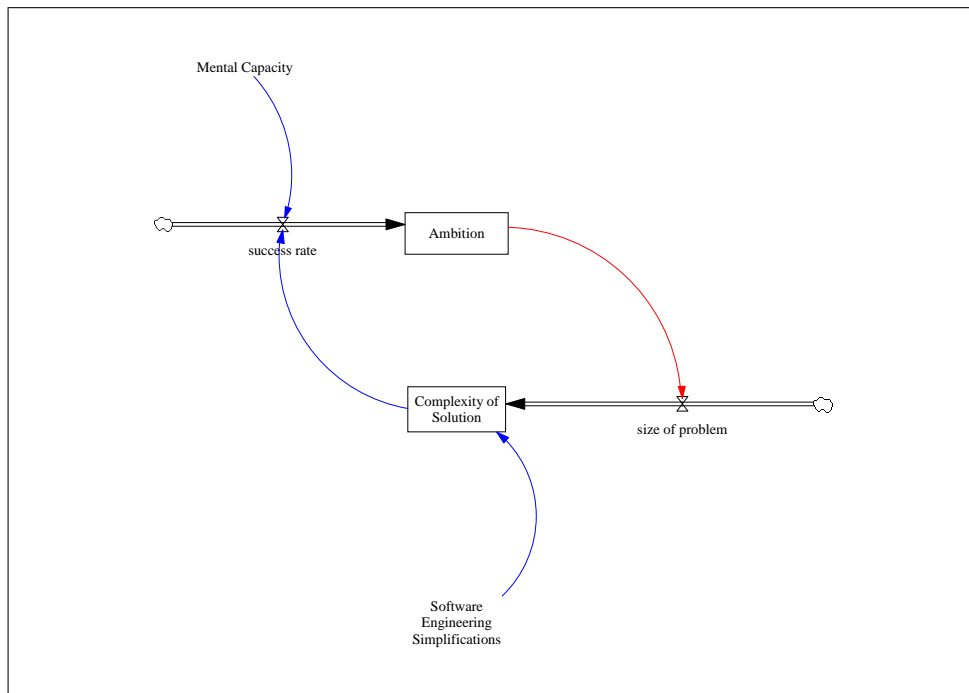 Mental Capacity
Ambition
success rate
Complexity of
Solution
size of problem
Software
Engineering
Simplifications